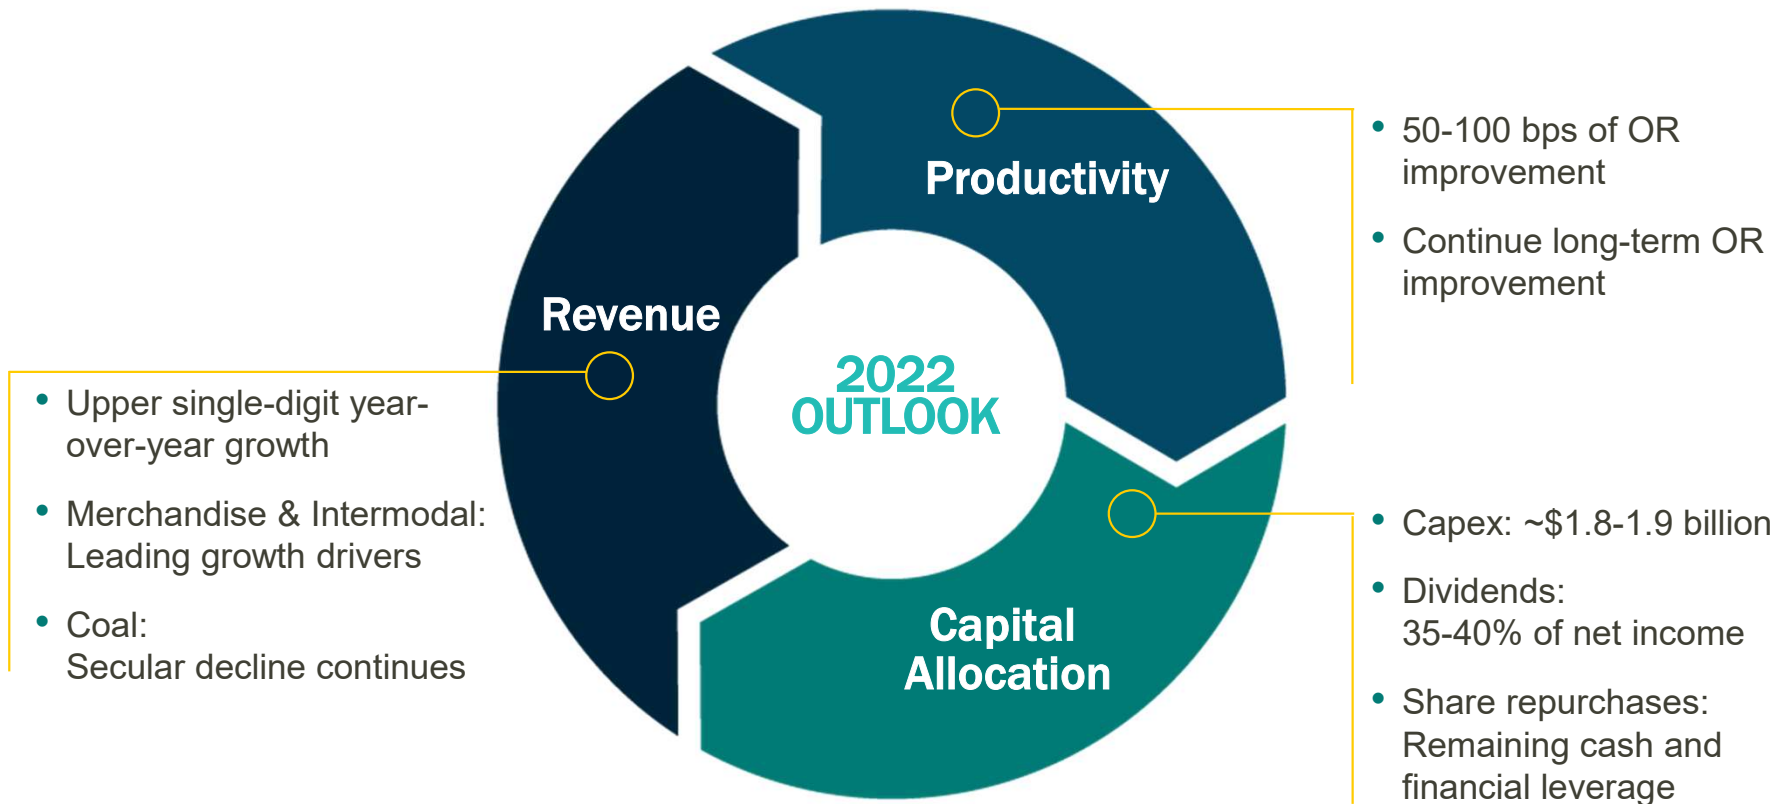 2022
OUTLOOK
Revenue
• Upper single-digit year-
over-year growth
• Merchandise & Intermodal:
Leading growth drivers
• Coal:
Secular decline continues
Productivity
• 50-100 bps of OR
improvement
• Continue long-term OR
improvement
Capital
Allocation
• Capex: ~$1.8-1.9 billion
• Dividends:
35-40% of net income
• Share repurchases:
Remaining cash and
financial leverage